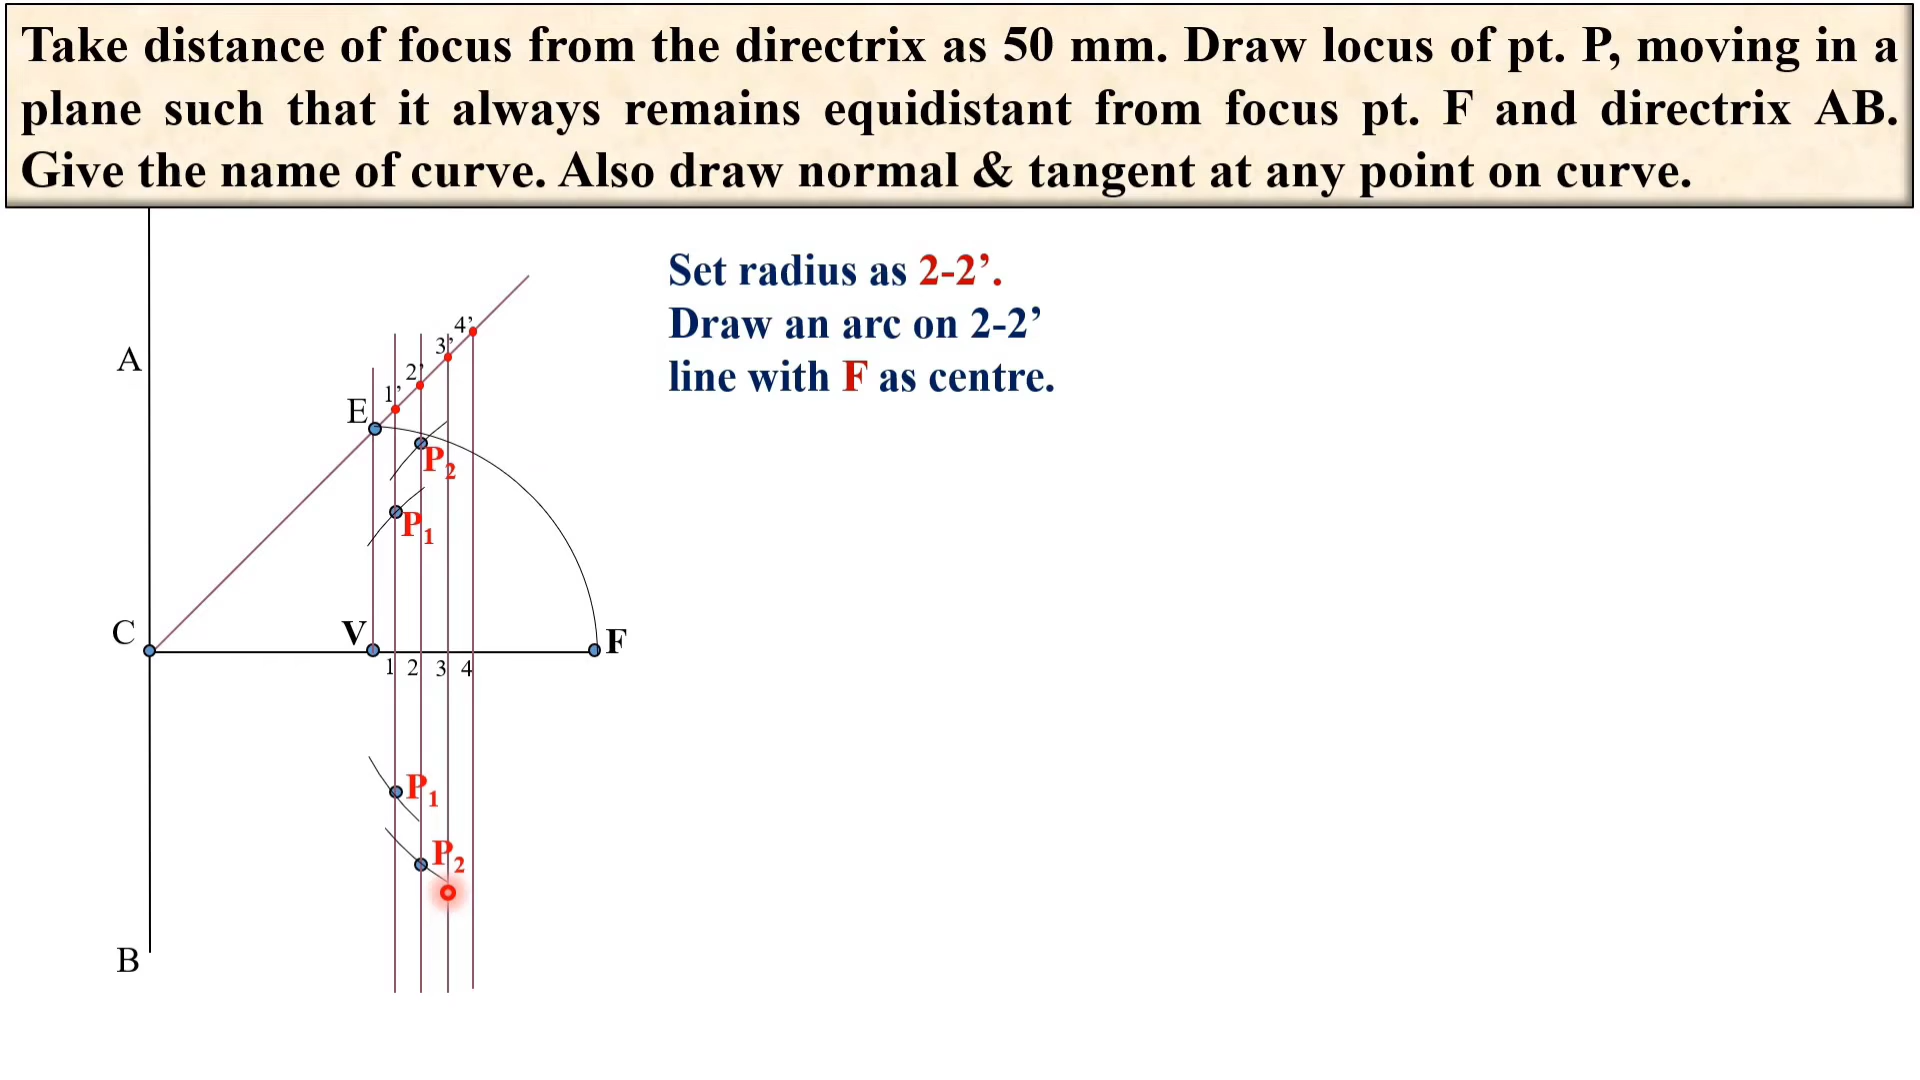 Take distance of focus from the directrix as 50 mm. Draw locus of pt. P, moving in a
plane such that it always remains equidistant from focus pt. F and directrix AB.
Give the name of curve. Also draw normal & tangent at any point on curve.
Set radius as 2-2’.
Draw an arc on 2-2’
line with F as centre.
4’
3’
A
2’
1’
E
P2
P1
C
V
F
1 2 3 4
P1
P2
B